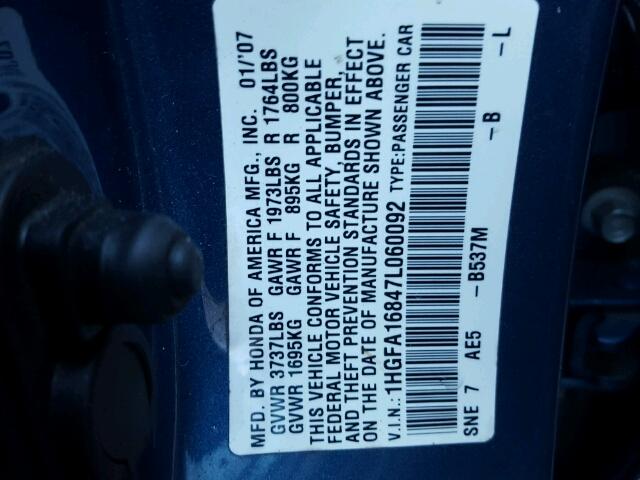 MFD. BY HONDA OF AMERICA MFG., INC. 01/'07
GVWR 3737LBS GAWR F 1973LBS R 1764LBS
GVWR 1695KG GAWR F 895KG R 800KG
THIS VEHICLE CONFORMS TO ALL APPLICABLE
FEDERAL MOTOR VEHICLE SAFETY, BUMPER,
AND THEFT PREVENTION STANDARDS IN EFFECT
ON THE DATE OF MANUFACTURE SHOWN ABOVE.
V.I.N.:1HGFA16847L060092 TYPE:PASSENGER CAR
SNE 7 AE5 -B537M -B -L